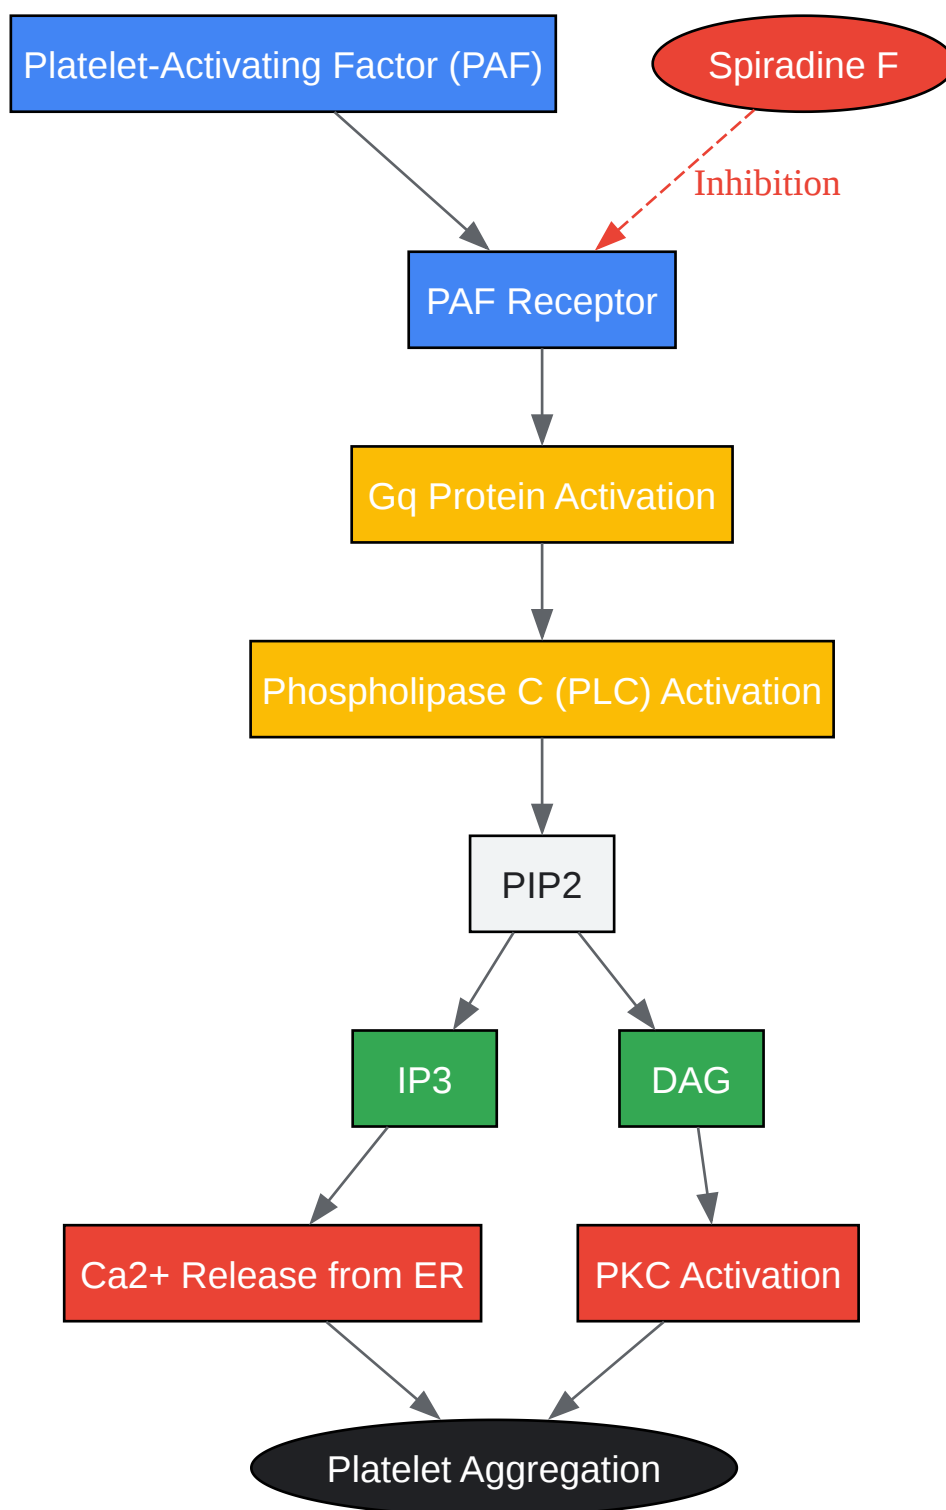 Platelet-Activating Factor (PAF)
Spiradine F
Inhibition
PAF Receptor
Gq Protein Activation
Phospholipase C (PLC) Activation
PIP2
IP3
DAG
Ca2+ Release from ER
PKC Activation
Platelet Aggregation